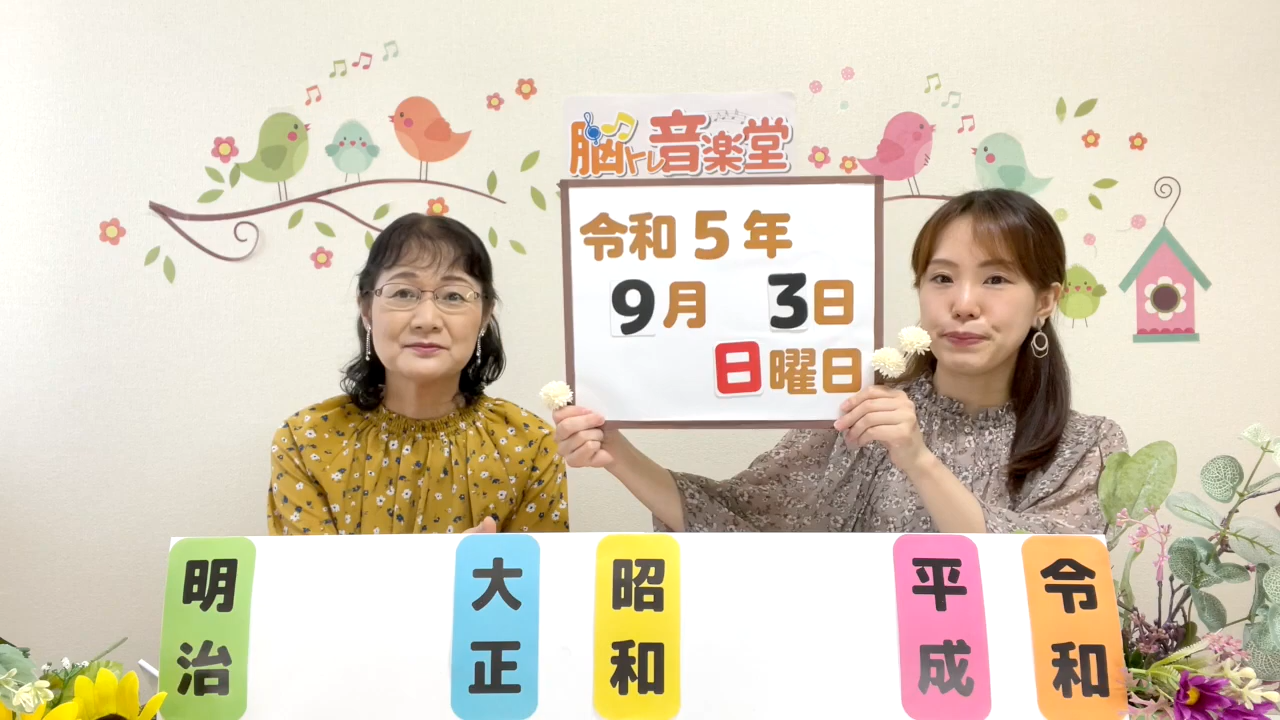 脳トレ音楽堂
令和5年
9月 3日
日曜日
明治
大正
昭和
平成
令和